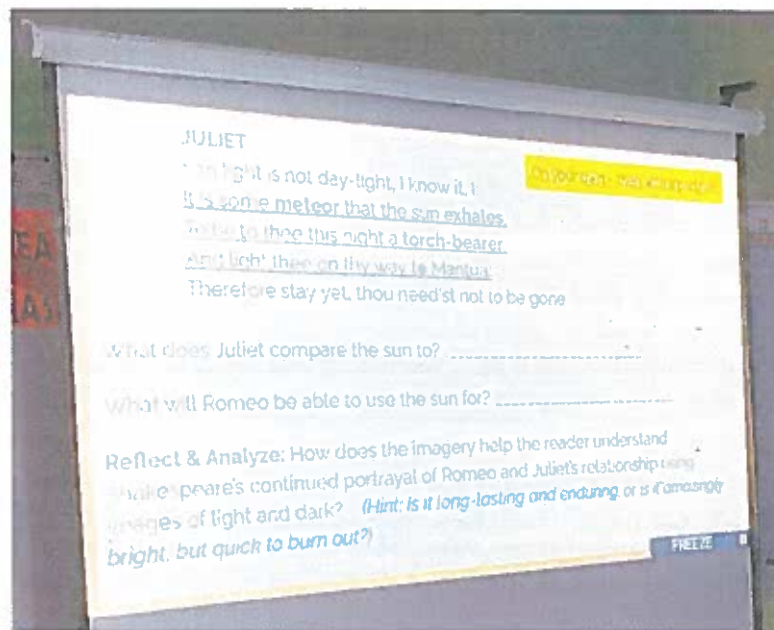 JULIET
light is not day-light, I know it, I
It is some meteor that the sun exhales,
To be to thee this night a torch-bearer,
And light thee on thy way to Mantua:
Therefore stay yet, thou need'st not to be gone
What does Juliet compare the sun to?
What will Romeo be able to use the sun for?
Reflect & Analyze: How does the imagery help the reader understand
Shakespeare's continued portrayal of Romeo and Juliet's relationship using
images of light and dark? (Hint: Is it long-lasting and enduring, or is it amazingly
bright, but quick to burn out?)
On your own -
FREEZE